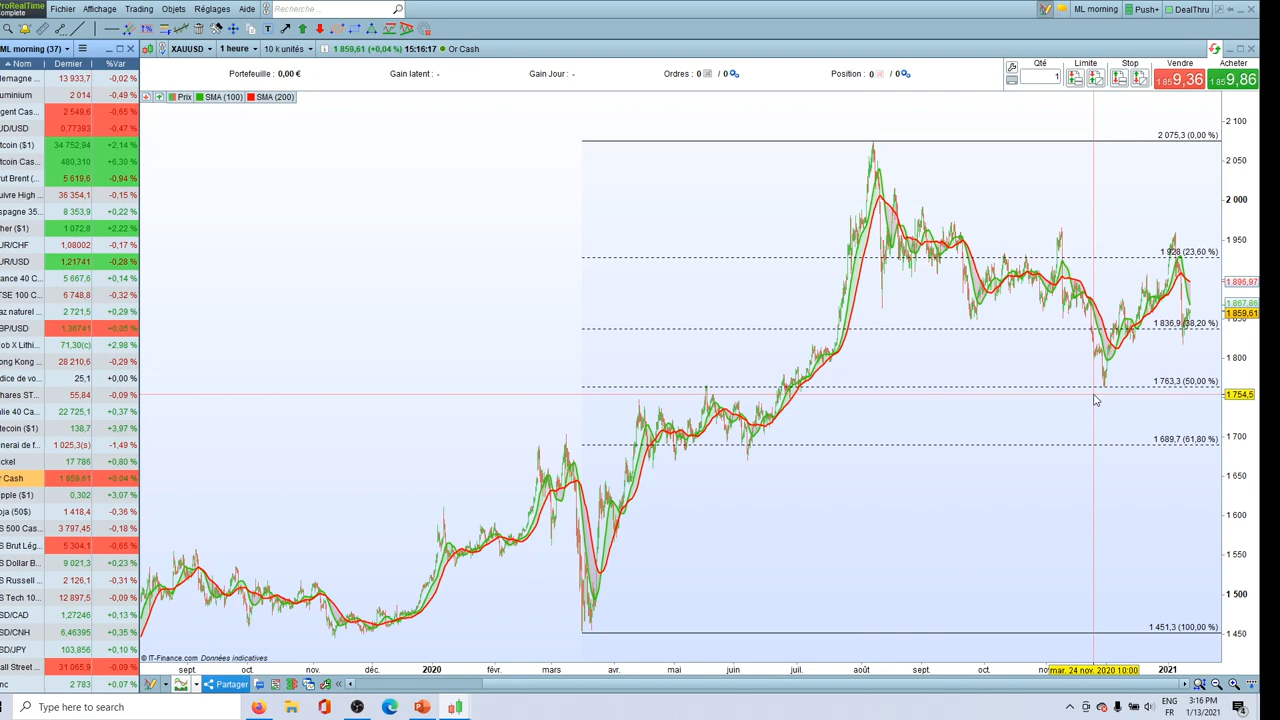 ProRealTime
Complete
Fichier Affichage Trading Objets Réglages Aide Recherche... ML morning Push+ DealThru
ML morning (37) XAUUSD 1 heure 10 k unités 1 859,61 (+0,04 %) 15:16:17 Or Cash
Nom Dernier %Var
Portefeuille : 0,00 € Gain latent : - Gain Jour : - Ordres : 0 / 0 Position : 0 / 0
Qté Limite Stop Vendre Acheter
1 1 859,36 1 859,86
Prix SMA (100) SMA (200)
lemagne ... 13 933,7 -0,02 %
uminium 2 014 -0,49 %
gent Cas... 2 549,6 -0,65 %
UD/USD 0,77393 -0,47 %
tcoin ($1) 34 752,94 +2,14 %
tcoin Cas... 480,310 +6,30 %
rut Brent (... 5 619,6 -0,94 %
uivre High ... 36 354,1 -0,15 %
spagne 35... 8 353,9 +0,22 %
her ($1) 1 072,8 +2,22 %
UR/CHF 1,08002 -0,17 %
UR/USD 1,21741 -0,28 %
ance 40 C... 5 667,6 +0,14 %
TSE 100 C... 6 748,8 -0,32 %
az naturel ... 2 721,5 +0,29 %
BP/USD 1,36741 +0,05 %
ob X Lithi... 71,30(c) +2,98 %
ong Kong ... 28 210,6 -0,29 %
dice de vo... 25,1 +0,00 %
hares ST... 55,84 -0,09 %
alie 40 Ca... 22 725,1 +0,37 %
tecoin ($1) 138,7 +3,97 %
nerai de f... 1 025,3(s) -1,49 %
ickel 17 786 +0,80 %
r Cash 1 859,61 +0,04 %
ipple ($1) 0,302 +3,07 %
oja (50$) 1 418,4 -0,36 %
S 500 Cas... 3 797,45 -0,18 %
S Brut Lég... 5 304,1 -0,65 %
S Dollar B... 9 021,3 +0,23 %
S Russell ... 2 126,1 -0,31 %
S Tech 10... 12 897,5 -0,09 %
SD/CAD 1,27246 +0,13 %
SD/CNH 6,46395 +0,35 %
SD/JPY 103,856 +0,10 %
all Street ... 31 065,9 -0,09 %
nc 2 783 +0,07 %
2 075,3 (0,00 %)
1 928 (23,60 %)
1 836,9 (38,20 %)
1 763,3 (50,00 %)
1 689,7 (61,80 %)
1 451,3 (100,00 %)
2 100
2 050
2 000
1 950
1 896,97
1 867,86
1 859,61
1 800
1 754,5
1 700
1 650
1 600
1 550
1 500
1 450
© IT-Finance.com Données indicatives
sept. oct. nov. déc. 2020 févr. mars avr. mai juin juil. août sept. oct. mar. 24 nov. 2020 10:00 2021
Partager
Type here to search
ENG 3:16 PM
FR 1/13/2021
4